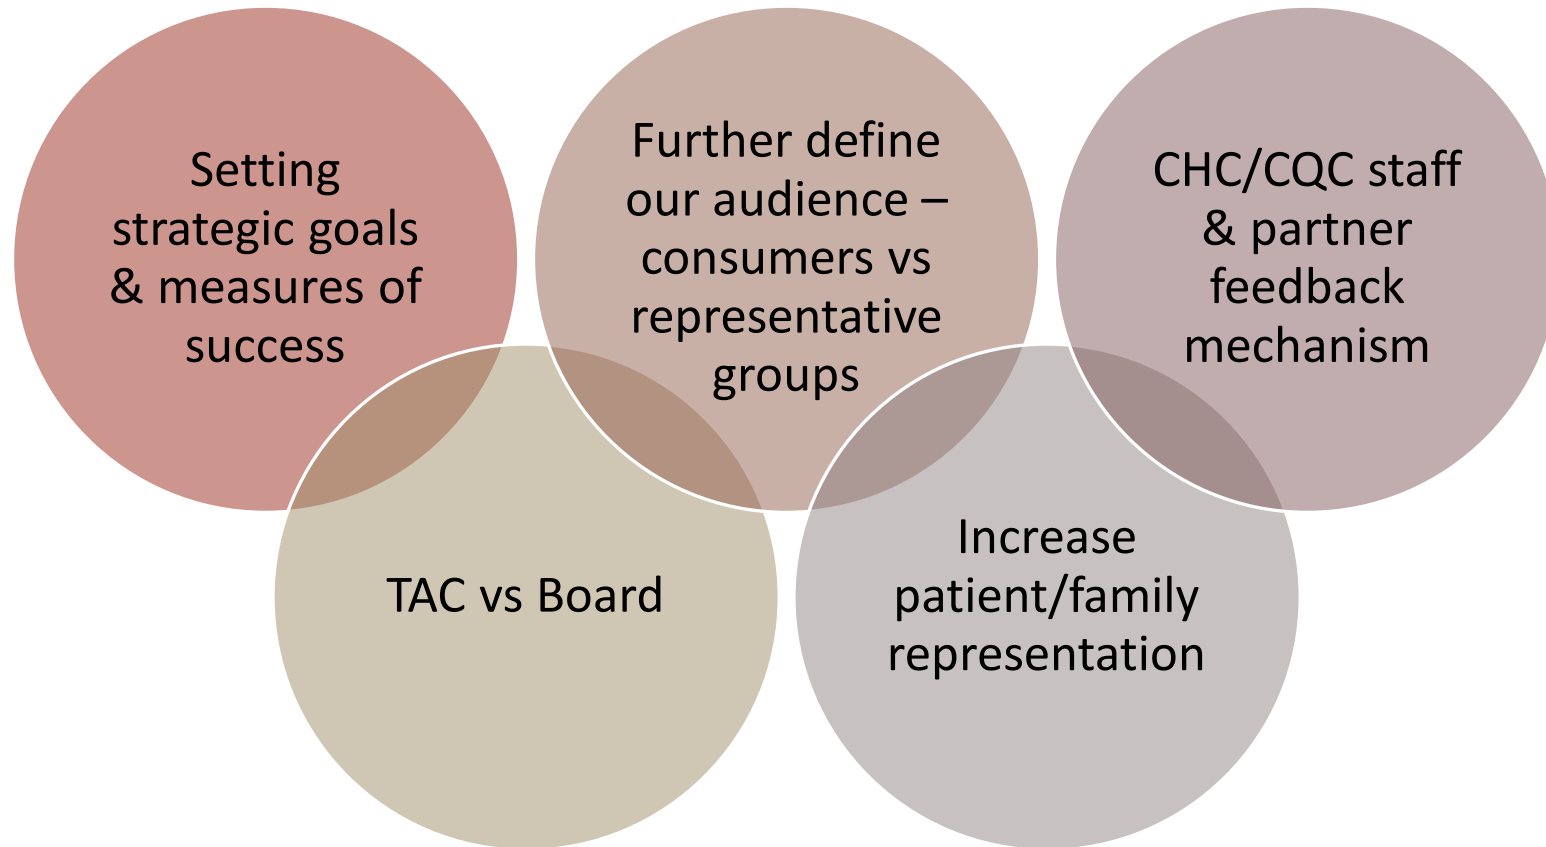 Setting
strategic goals
& measures of
success
Further define
our audience –
consumers vs
representative
groups
CHC/CQC staff
& partner
feedback
mechanism
TAC vs Board
Increase
patient/family
representation